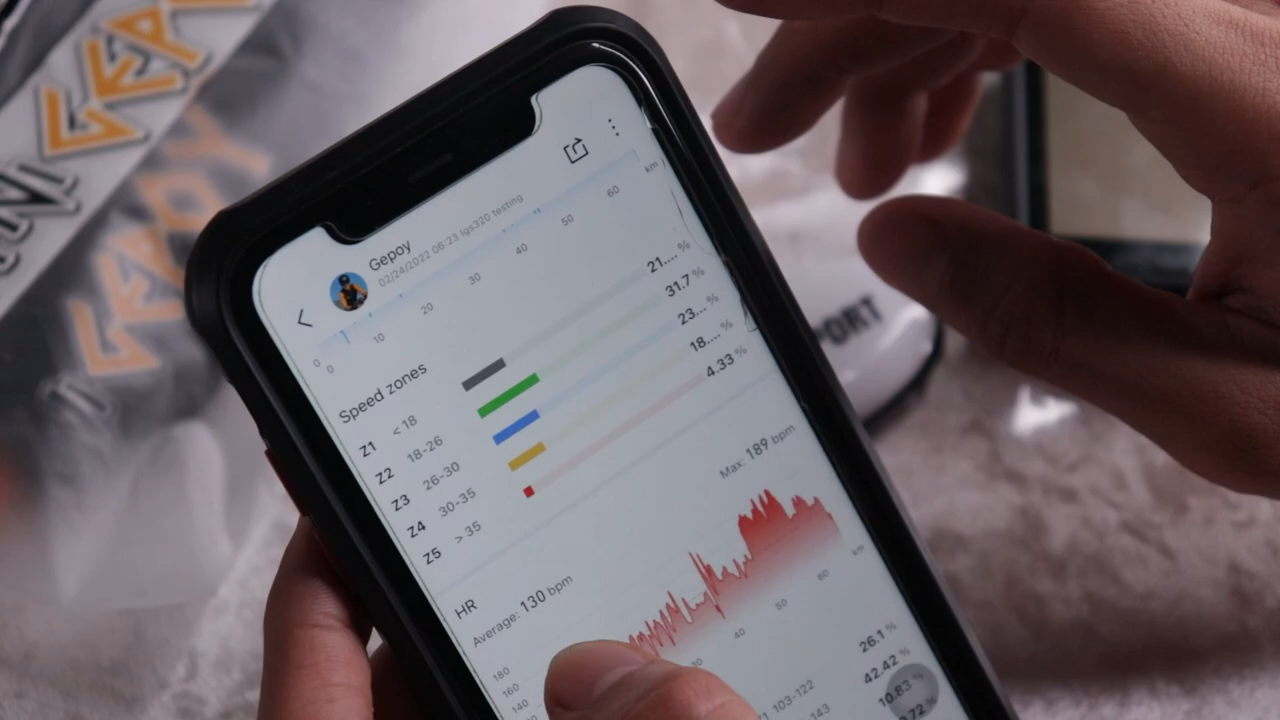 GEPOY
Gepoy
02/24/2022 06:23 igs320 testing
km
0
0 10 20 30 40 50 60
Speed zones
Z1 < 18 21.... %
Z2 18-26 31.7 %
Z3 26-30 23... %
Z4 30-35 18.... %
Z5 > 35 4.33 %
HR
Average: 130 bpm Max: 189 bpm
180
160
140
40 50 60 km
103-122 26.1 %
143 42.42 %
10.83 %
PORT